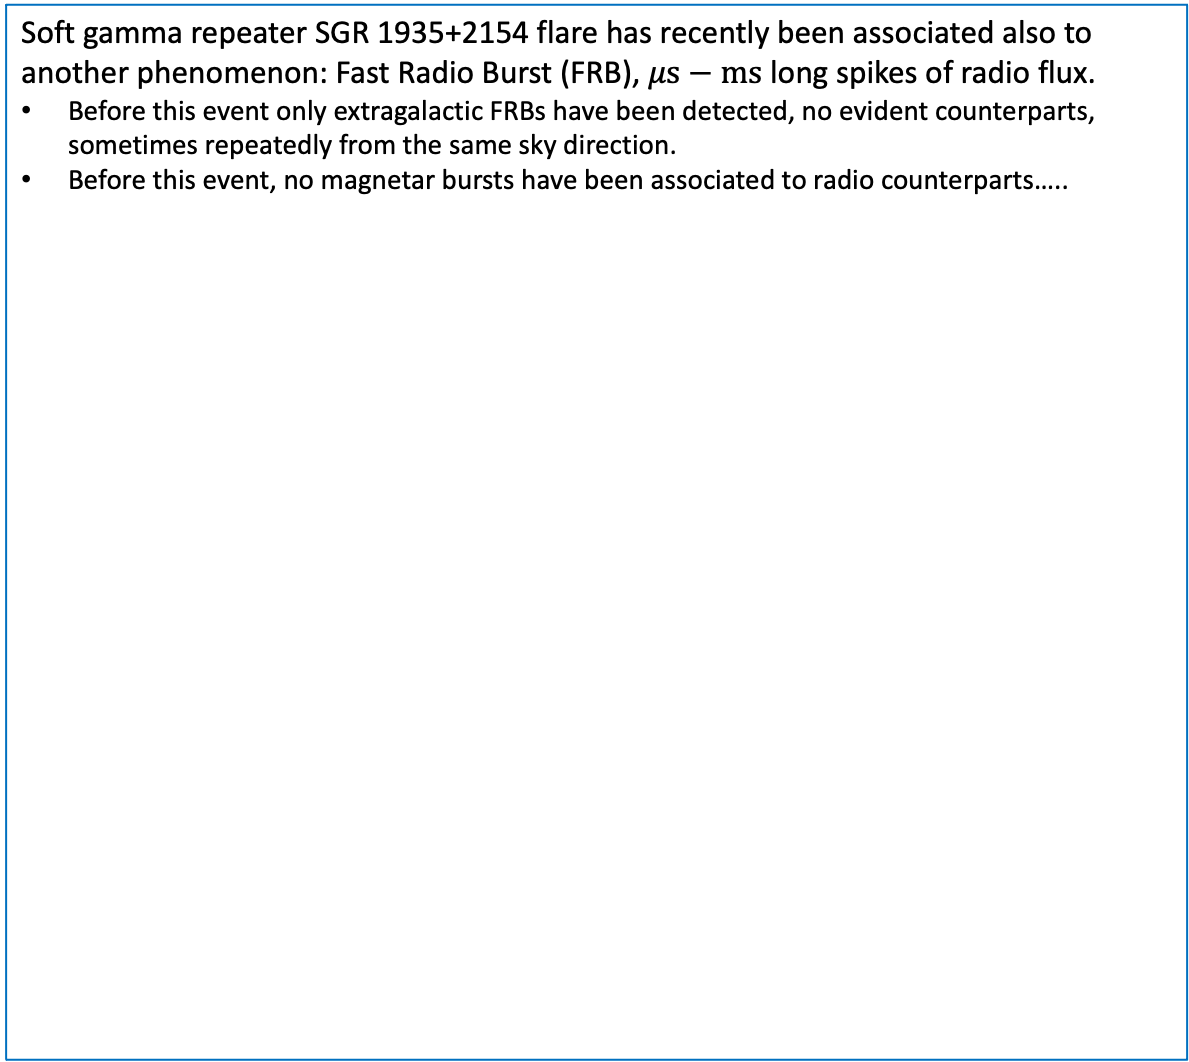 Soft gamma repeater SGR 1935+2154 flare has recently been associated also to
another phenomenon: Fast Radio Burst (FRB), μs − ms long spikes of radio flux.
• Before this event only extragalactic FRBs have been detected, no evident counterparts,
sometimes repeatedly from the same sky direction.
• Before this event, no magnetar bursts have been associated to radio counterparts.....